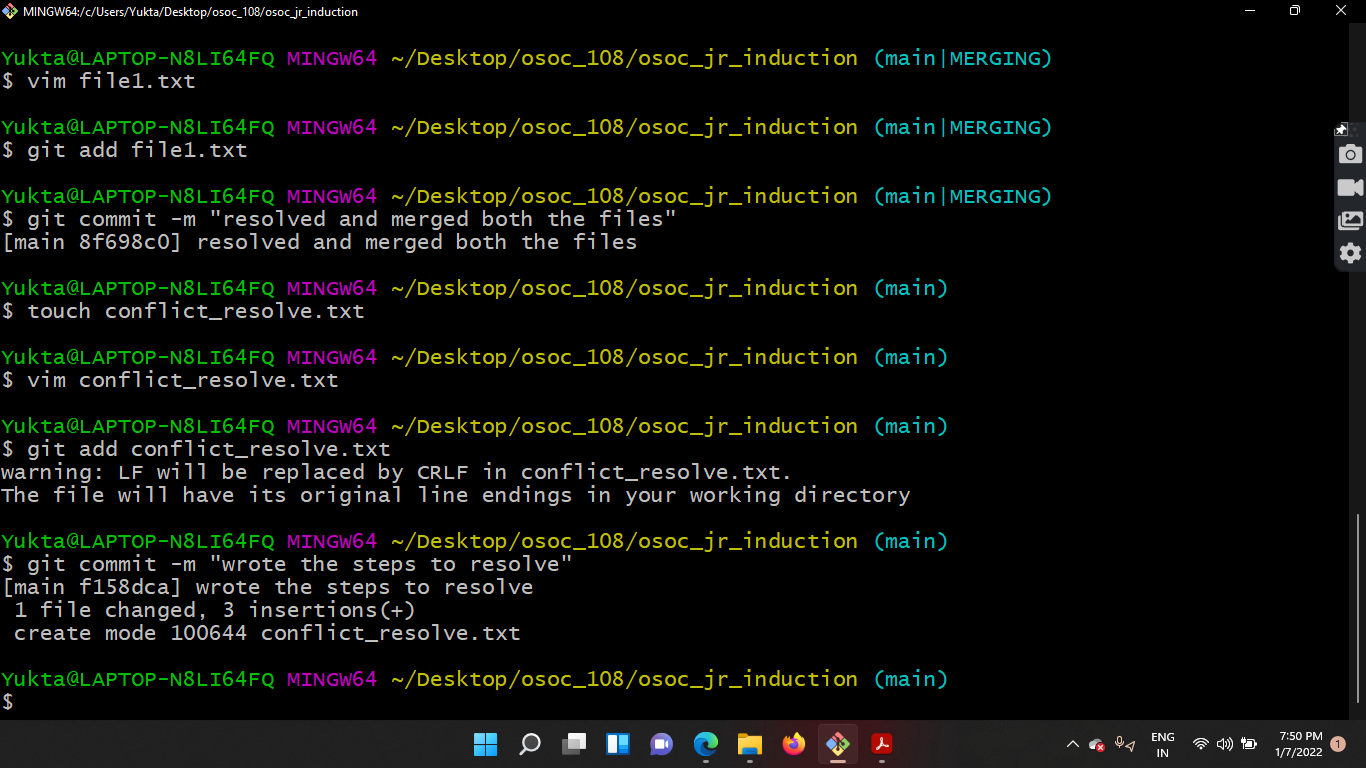 MINGW64:/c/Users/Yukta/Desktop/osoc_108/osoc_jr_induction
Yukta@LAPTOP-N8LI64FQ MINGW64 ~/Desktop/osoc_108/osoc_jr_induction (main|MERGING)
$ vim file1.txt
Yukta@LAPTOP-N8LI64FQ MINGW64 ~/Desktop/osoc_108/osoc_jr_induction (main|MERGING)
$ git add file1.txt
Yukta@LAPTOP-N8LI64FQ MINGW64 ~/Desktop/osoc_108/osoc_jr_induction (main|MERGING)
$ git commit -m "resolved and merged both the files"
[main 8f698c0] resolved and merged both the files
Yukta@LAPTOP-N8LI64FQ MINGW64 ~/Desktop/osoc_108/osoc_jr_induction (main)
$ touch conflict_resolve.txt
Yukta@LAPTOP-N8LI64FQ MINGW64 ~/Desktop/osoc_108/osoc_jr_induction (main)
$ vim conflict_resolve.txt
Yukta@LAPTOP-N8LI64FQ MINGW64 ~/Desktop/osoc_108/osoc_jr_induction (main)
$ git add conflict_resolve.txt
warning: LF will be replaced by CRLF in conflict_resolve.txt.
The file will have its original line endings in your working directory
Yukta@LAPTOP-N8LI64FQ MINGW64 ~/Desktop/osoc_108/osoc_jr_induction (main)
$ git commit -m "wrote the steps to resolve"
[main f158dca] wrote the steps to resolve
 1 file changed, 3 insertions(+)
 create mode 100644 conflict_resolve.txt
Yukta@LAPTOP-N8LI64FQ MINGW64 ~/Desktop/osoc_108/osoc_jr_induction (main)
$
ENG
IN
7:50 PM
1/7/2022
1